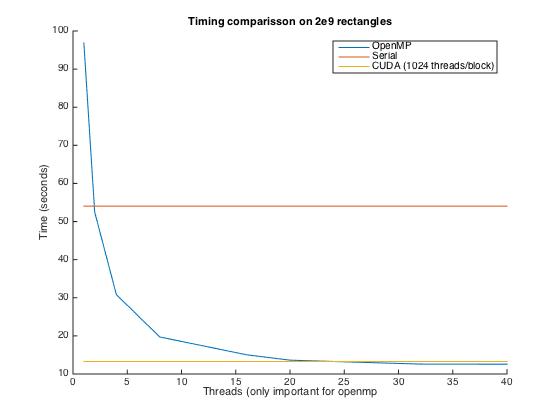 Timing comparisson on 2e9 rectangles
OpenMP
Serial
CUDA (1024 threads/block)
Time (seconds)
100
90
80
70
60
50
40
30
20
10
0 5 10 15 20 25 30 35 40
Threads (only important for openmp